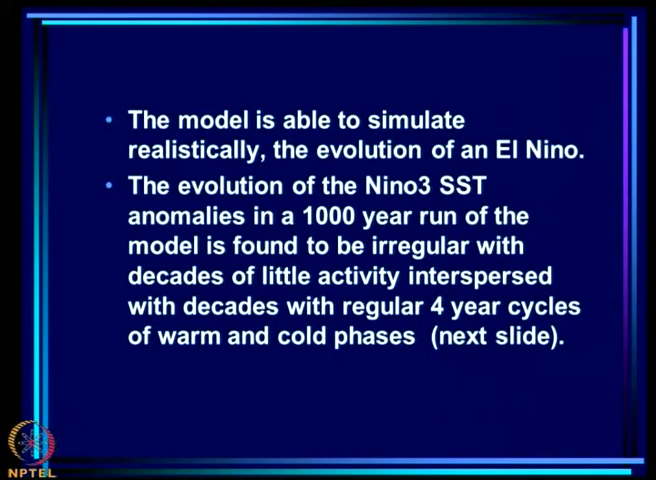 • The model is able to simulate
realistically, the evolution of an El Nino.
• The evolution of the Nino3 SST
anomalies in a 1000 year run of the
model is found to be irregular with
decades of little activity interspersed
with decades with regular 4 year cycles
of warm and cold phases (next slide).
NPTEL